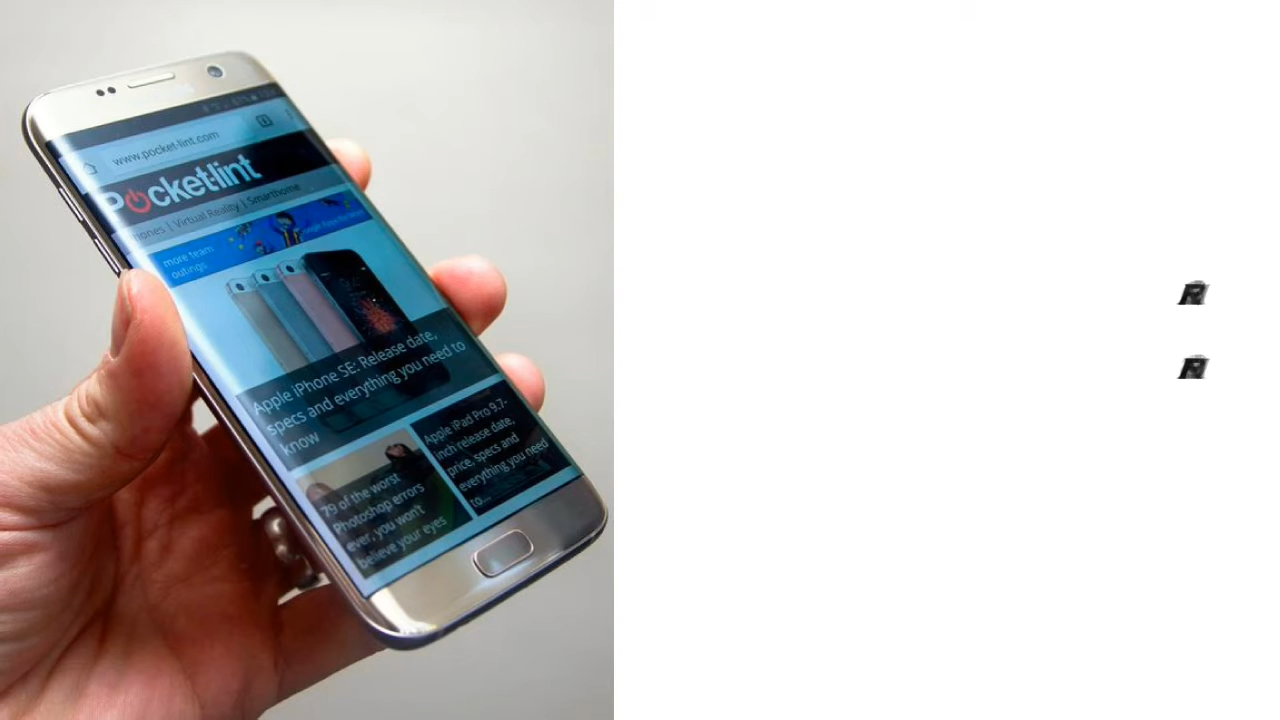 www.pocket-lint.com
Pocket-lint
| Virtual Reality | Smarthome
more team
outings
Apple iPhone SE: Release date,
specs and everything you need to
know
79 of the worst
Photoshop errors
ever, you won't
believe your eyes
Apple iPad Pro 9.7-
inch release date,
price, specs and
everything you need
to...
R
R